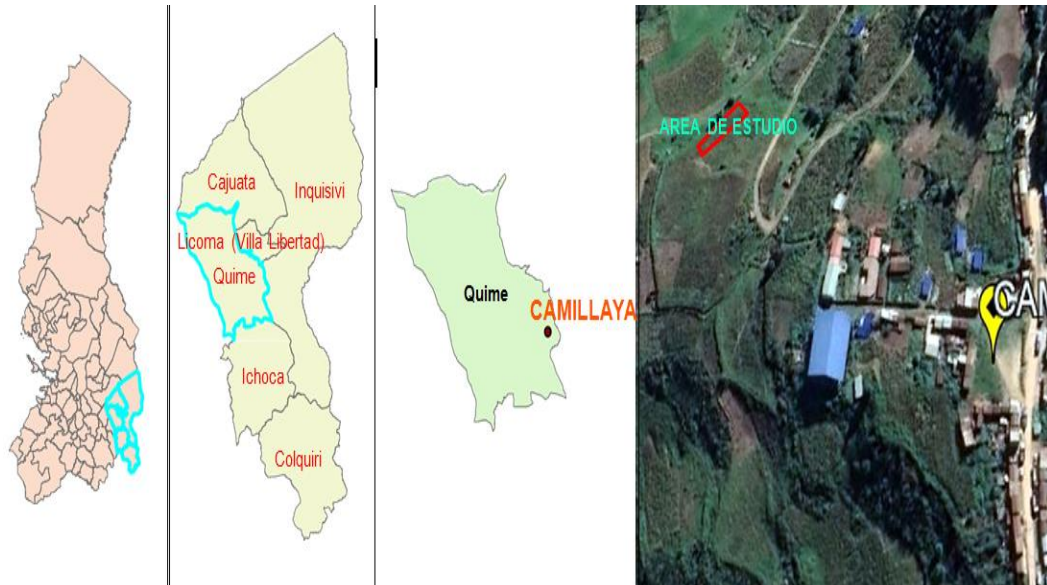 Cajuata
Inquisivi
Licoma (Villa Libertad)
Quime
Ichoca
Colquiri
Quime
CAMILLAYA
AREA DE ESTUDIO
CAM